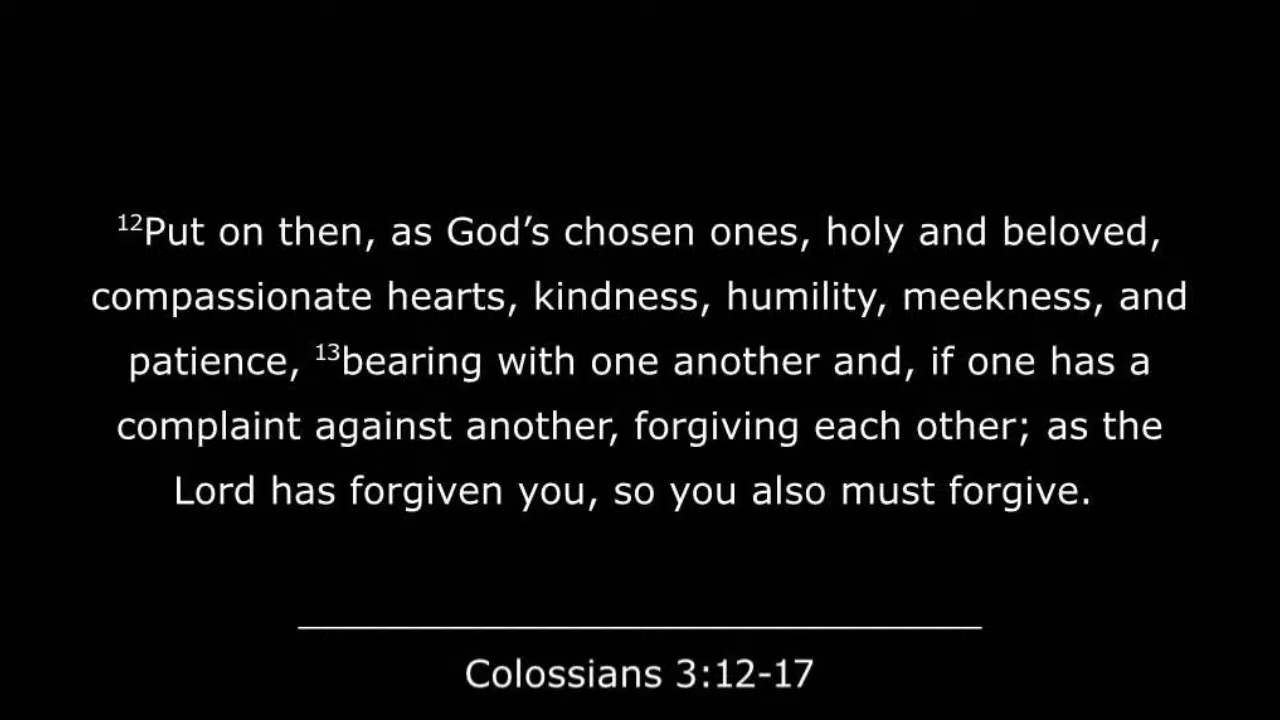 ¹²Put on then, as God’s chosen ones, holy and beloved,
compassionate hearts, kindness, humility, meekness, and
patience, ¹³bearing with one another and, if one has a
complaint against another, forgiving each other; as the
Lord has forgiven you, so you also must forgive.
Colossians 3:12-17